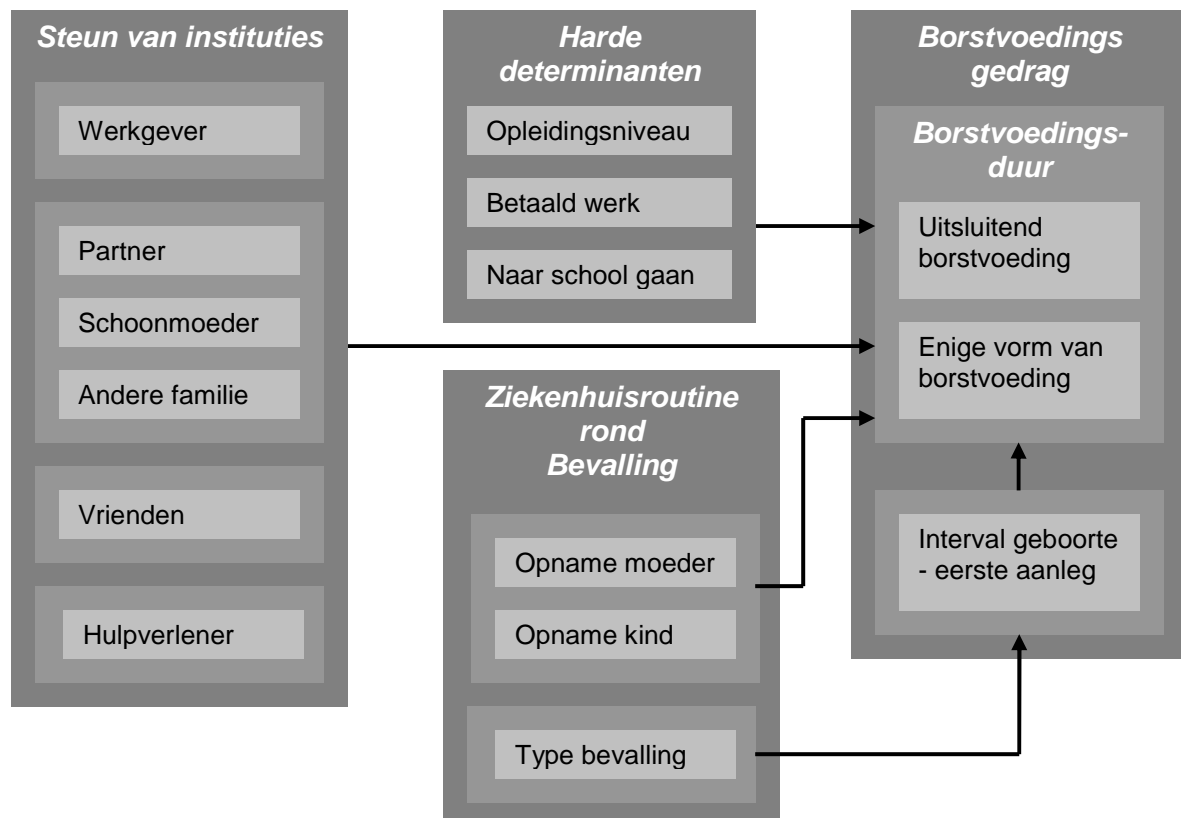 Steun van instituties
Werkgever
Partner
Schoonmoeder
Andere familie
Vrienden
Hulpverlener
Harde
determinanten
Opleidingsniveau
Betaald werk
Naar school gaan
Ziekenhuisroutine
rond
Bevalling
Opname moeder
Opname kind
Type bevalling
Borstvoedings
gedrag
Borstvoedings-
duur
Uitsluitend
borstvoeding
Enige vorm van
borstvoeding
Interval geboorte
- eerste aanleg